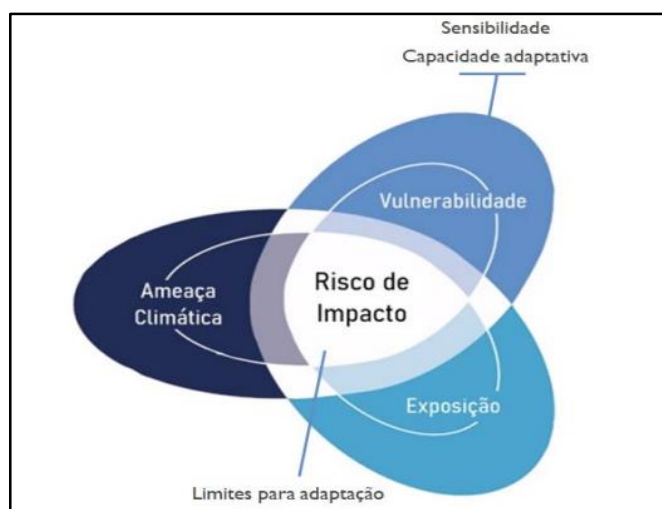 Sensibilidade
Capacidade adaptativa
Vulnerabilidade
Ameaça
Climática
Risco de
Impacto
Exposição
Limites para adaptação